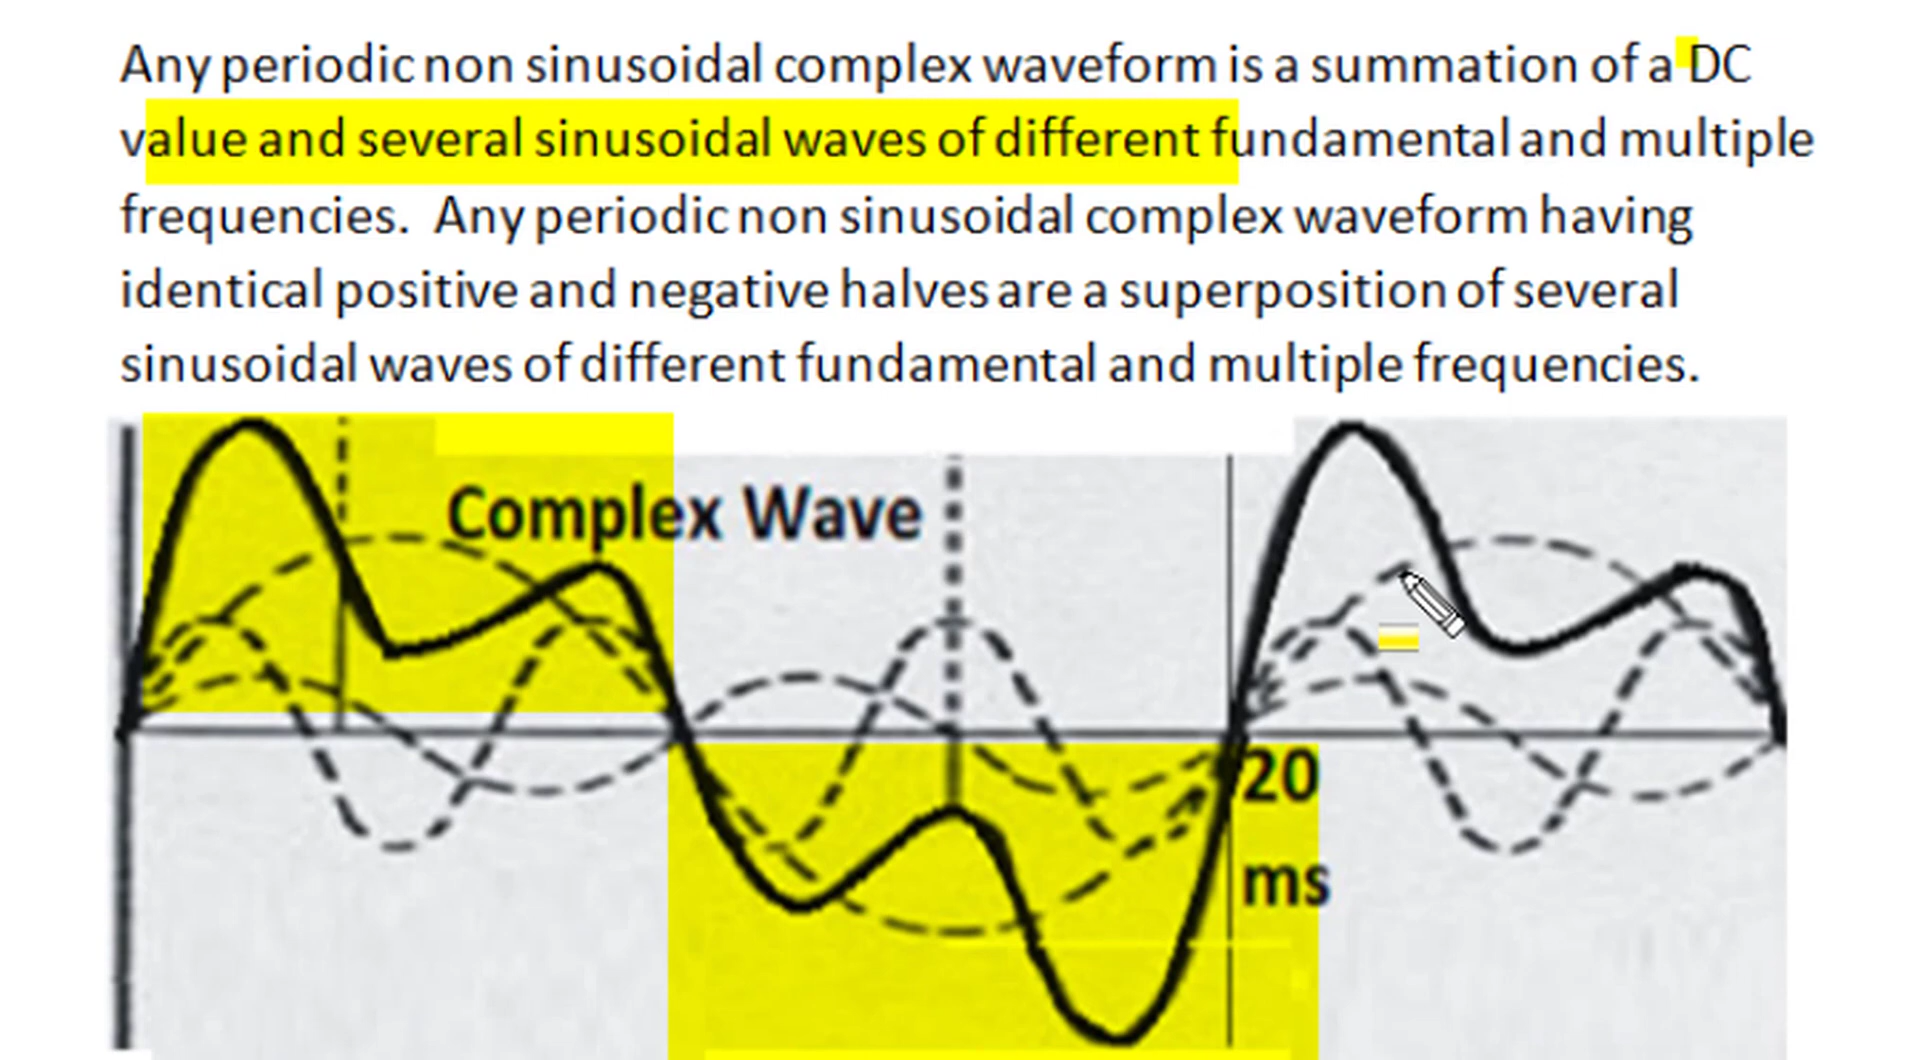 Any periodic non sinusoidal complex waveform is a summation of a DC
value and several sinusoidal waves of different fundamental and multiple
frequencies. Any periodic non sinusoidal complex waveform having
identical positive and negative halves are a superposition of several
sinusoidal waves of different fundamental and multiple frequencies.
Complex Wave
20
ms